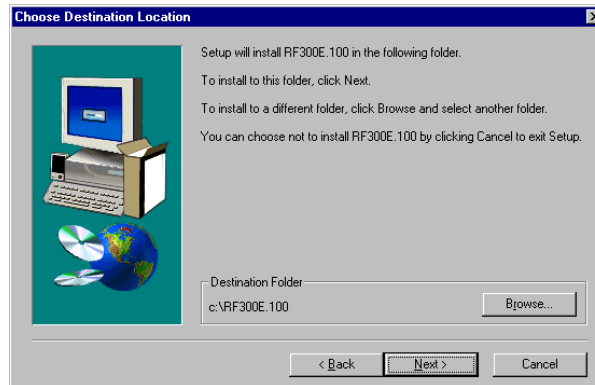 Choose Destination Location
Setup will install RF300E.100 in the following folder.
To install to this folder, click Next.
To install to a different folder, click Browse and select another folder.
You can choose not to install RF300E.100 by clicking Cancel to exit Setup.
Destination Folder
c:\RF300E.100
Browse...
< Back
Next >
Cancel